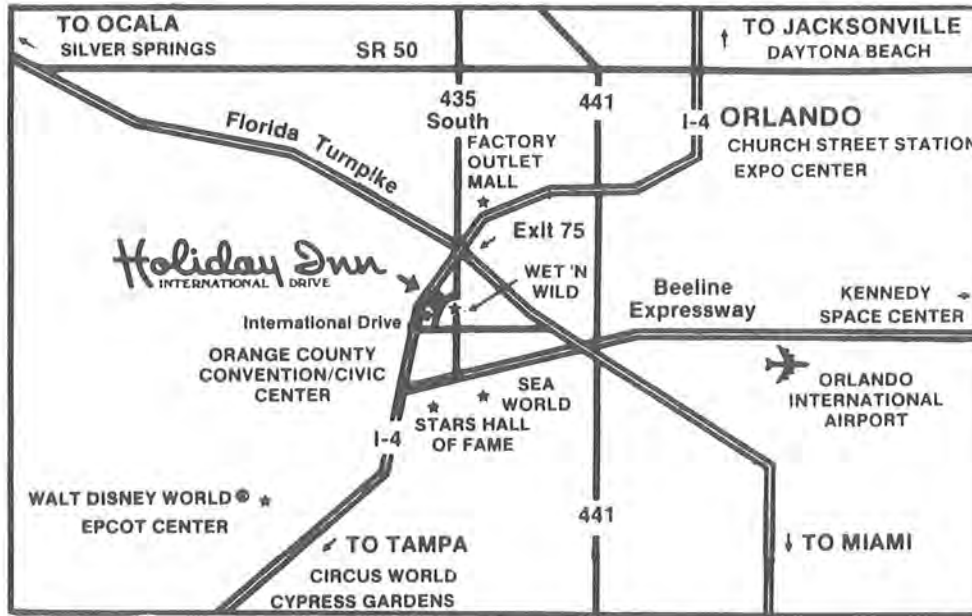 TO OCALA
SILVER SPRINGS
SR 50
TO JACKSONVILLE
DAYTONA BEACH
435
South
441
I-4
ORLANDO
CHURCH STREET STATION
EXPO CENTER
Florida Turnpike
FACTORY
OUTLET
MALL
Exit 75
Holiday Inn
INTERNATIONAL DRIVE
WET 'N
WILD
Beeline
Expressway
KENNEDY
SPACE CENTER
International Drive
ORANGE COUNTY
CONVENTION/CIVIC
CENTER
SEA
WORLD
ORLANDO
INTERNATIONAL
AIRPORT
STARS HALL
OF FAME
I-4
WALT DISNEY WORLD®
EPCOT CENTER
441
TO TAMPA
CIRCUS WORLD
CYPRESS GARDENS
TO MIAMI